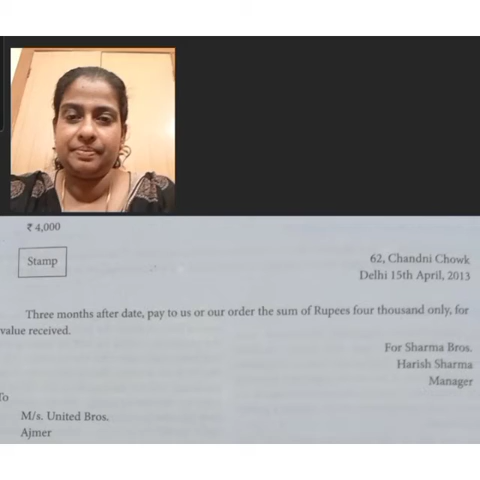 ₹ 4,000
Stamp
62, Chandni Chowk
Delhi 15th April, 2013
Three months after date, pay to us or our order the sum of Rupees four thousand only, for
value received.
For Sharma Bros.
Harish Sharma
Manager
To
M/s. United Bros.
Ajmer